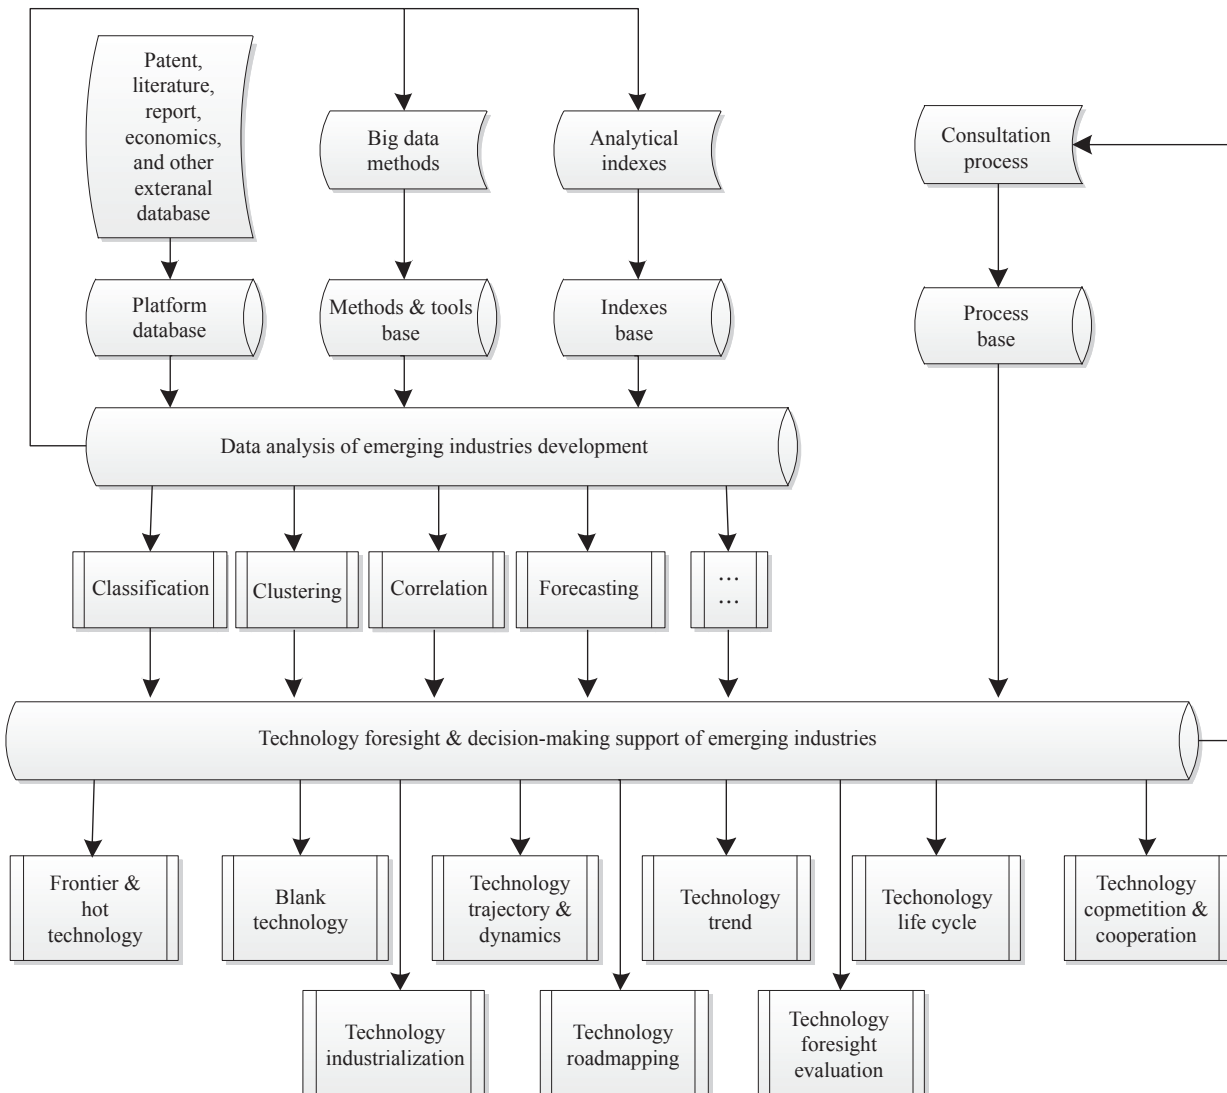 Patent,
literature,
report,
economics,
and other
exteranal
database
Big data
methods
Analytical
indexes
Consultation
process
Platform
database
Methods & tools
base
Indexes
base
Process
base
Data analysis of emerging industries development
Classification
Clustering
Correlation
Forecasting
...
...
Technology foresight & decision-making support of emerging industries
Frontier &
hot
technology
Blank
technology
Technology
trajectory &
dynamics
Technology
trend
Techonology
life cycle
Technology
copmetition &
cooperation
Technology
industrialization
Technology
roadmapping
Technology
foresight
evaluation